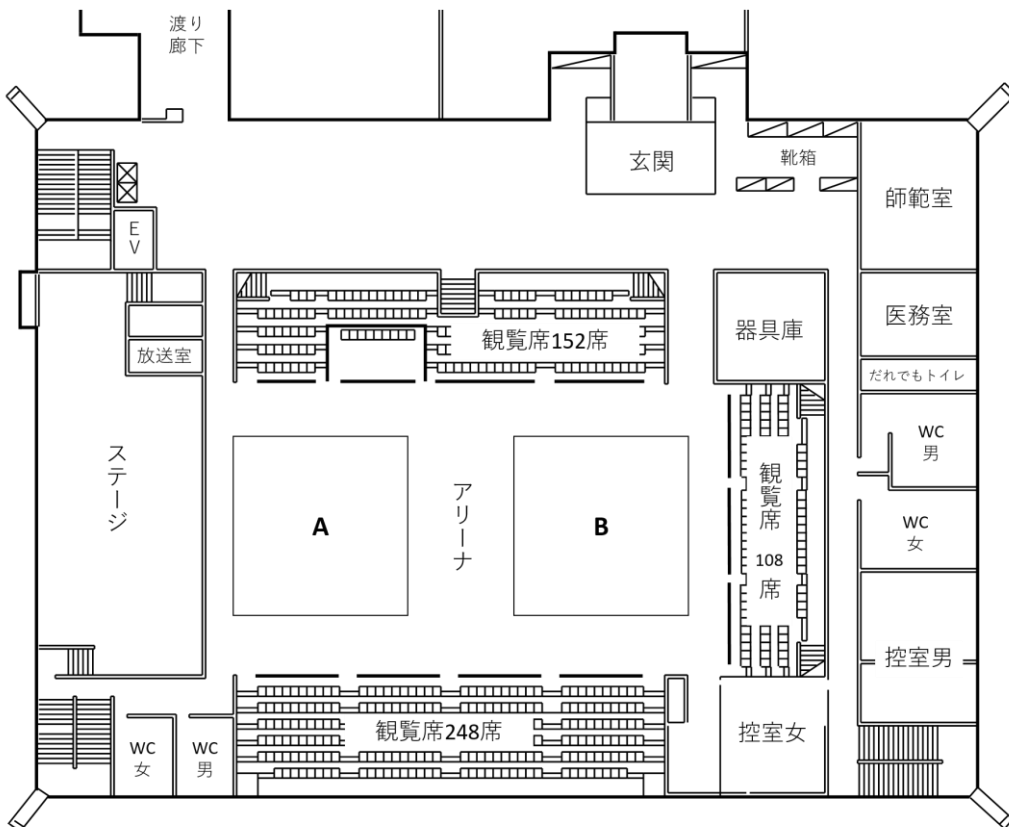 渡り
廊下
玄関
靴箱
師範室
EV
医務室
器具庫
放送室
観覧席152席
だれでもトイレ
WC
男
ステージ
アリーナ
A
B
観覧席
108
席
WC
女
控室男
観覧席248席
控室女
WC
女
WC
男